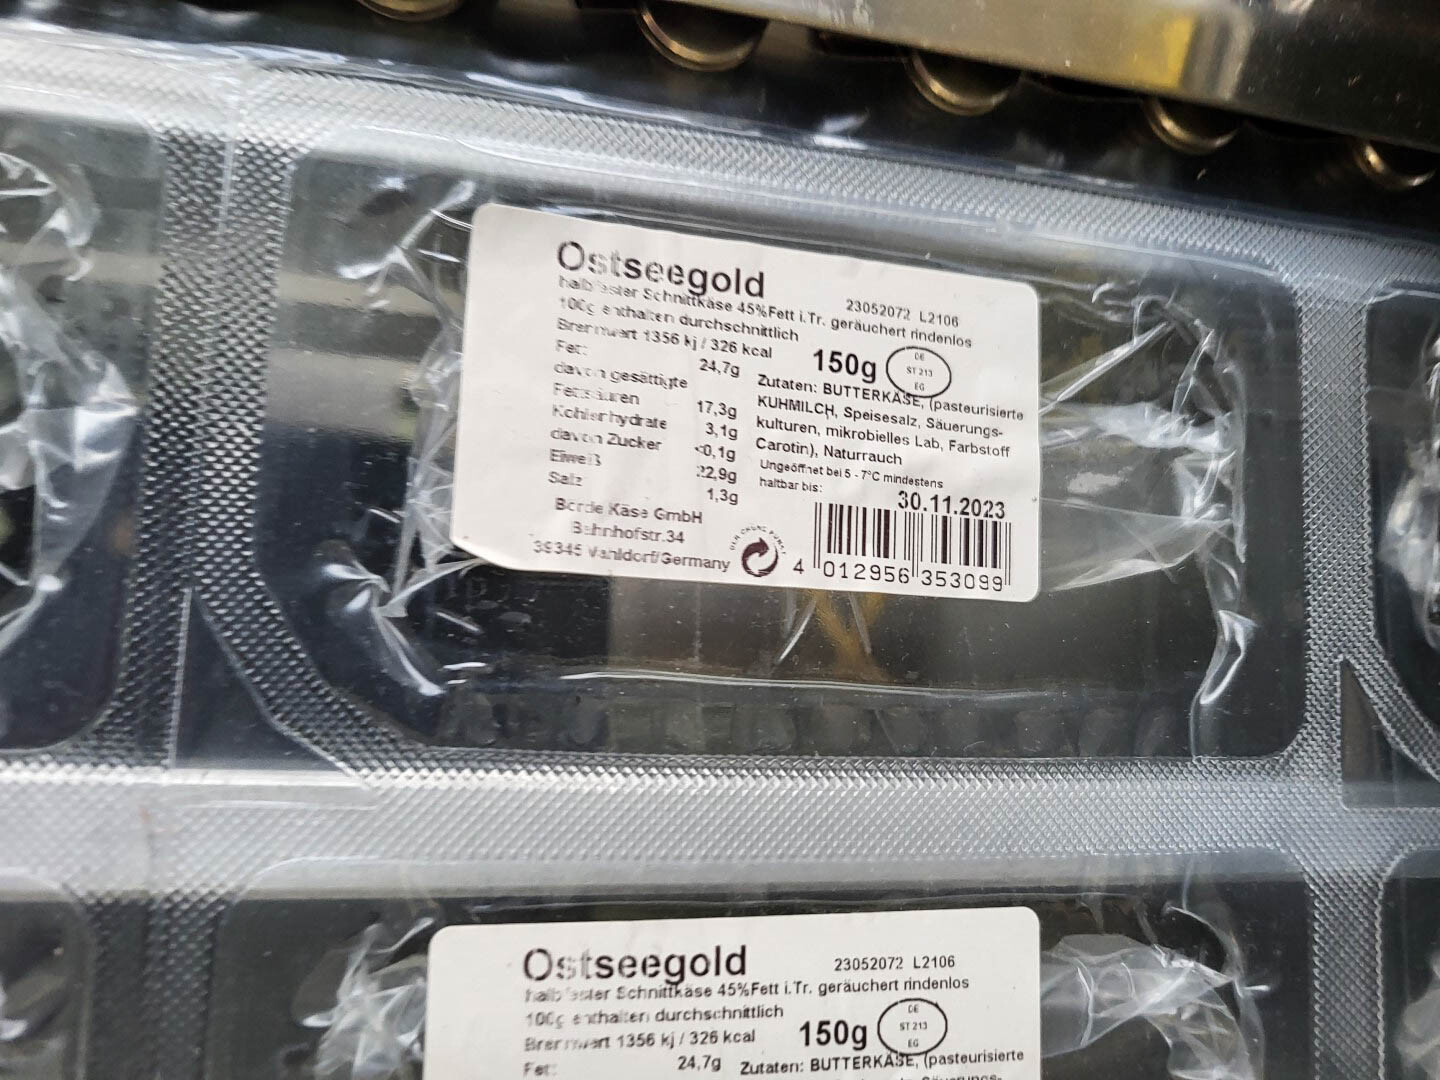 Ostseegold
23052072 L2106
halbfester Schnittkäse 45%Fett i.Tr. geräuchert rindenlos
100g enthalten durchschnittlich
Brennwert 1356 kj / 326 kcal
150g
DE
ST 213
EG
Fett: 24,7g
davon gesättigte
Fettsäuren 17,3g
Kohlenhydrate 3,1g
davon Zucker <0,1g
Eiweiß 22,9g
Salz 1,3g
Zutaten: BUTTERKÄSE, (pasteurisierte
KUHMILCH, Speisesalz, Säuerungs-
kulturen, mikrobielles Lab, Farbstoff
Carotin), Naturrauch
Ungeöffnet bei 5 - 7°C mindestens
haltbar bis:
30.11.2023
Börde Käse GmbH
Bahnhofstr.34
39345 Vahldorf/Germany
DER GRÜNE PUNKT
4 012956 353099
Ostseegold
23052072 L2106
halbfester Schnittkäse 45%Fett i.Tr. geräuchert rindenlos
100g enthalten durchschnittlich
Brennwert 1356 kj / 326 kcal
150g
DE
ST 213
EG
Fett: 24,7g
Zutaten: BUTTERKÄSE, (pasteurisierte